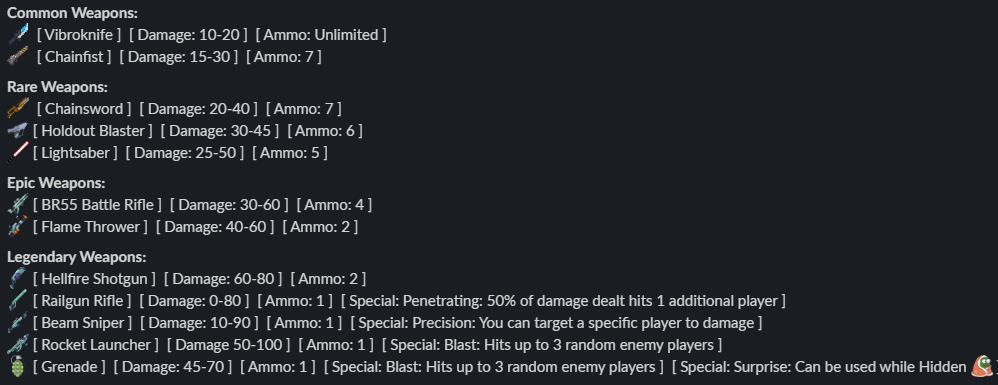 Common Weapons:
[ Vibroknife ] [ Damage: 10-20 ] [ Ammo: Unlimited ]
[ Chainfist ] [ Damage: 15-30 ] [ Ammo: 7 ]
Rare Weapons:
[ Chainsword ] [ Damage: 20-40 ] [ Ammo: 7 ]
[ Holdout Blaster ] [ Damage: 30-45 ] [ Ammo: 6 ]
[ Lightsaber ] [ Damage: 25-50 ] [ Ammo: 5 ]
Epic Weapons:
[ BR55 Battle Rifle ] [ Damage: 30-60 ] [ Ammo: 4 ]
[ Flame Thrower ] [ Damage: 40-60 ] [ Ammo: 2 ]
Legendary Weapons:
[ Hellfire Shotgun ] [ Damage: 60-80 ] [ Ammo: 2 ]
[ Railgun Rifle ] [ Damage: 0-80 ] [ Ammo: 1 ] [ Special: Penetrating: 50% of damage dealt hits 1 additional player ]
[ Beam Sniper ] [ Damage: 10-90 ] [ Ammo: 1 ] [ Special: Precision: You can target a specific player to damage ]
[ Rocket Launcher ] [ Damage 50-100 ] [ Ammo: 1 ] [ Special: Blast: Hits up to 3 random enemy players ]
[ Grenade ] [ Damage: 45-70 ] [ Ammo: 1 ] [ Special: Blast: Hits up to 3 random enemy players ] [ Special: Surprise: Can be used while Hidden ]